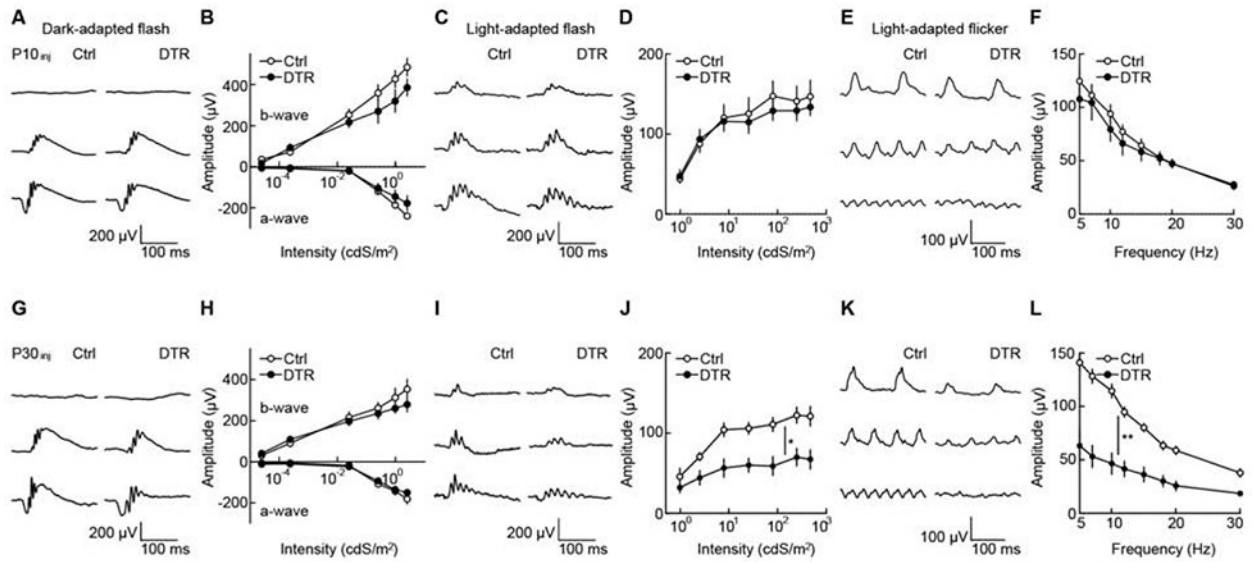 A
Dark-adapted flash
P10 inj Ctrl DTR
200 µV
100 ms
B
Ctrl
DTR
400
200
0
-200
b-wave
a-wave
10-4 10-2 100
Amplitude (µV)
Intensity (cdS/m2)
C
Light-adapted flash
Ctrl DTR
200 µV
100 ms
D
200
100
0
Ctrl
DTR
Amplitude (µV)
100 101 102 103
Intensity (cdS/m2)
E
Light-adapted flicker
Ctrl DTR
100 µV
100 ms
F
150
100
50
0
Ctrl
DTR
Amplitude (µV)
5 10 20 30
Frequency (Hz)
G
P30 inj Ctrl DTR
200 µV
100 ms
H
Ctrl
DTR
400
200
0
-200
b-wave
a-wave
10-4 10-2 100
Amplitude (µV)
Intensity (cdS/m2)
I
Ctrl DTR
200 µV
100 ms
J
200
100
0
Ctrl
DTR
*
Amplitude (µV)
100 101 102 103
Intensity (cdS/m2)
K
Ctrl DTR
100 µV
100 ms
L
150
100
50
0
Ctrl
DTR
**
Amplitude (µV)
5 10 20 30
Frequency (Hz)